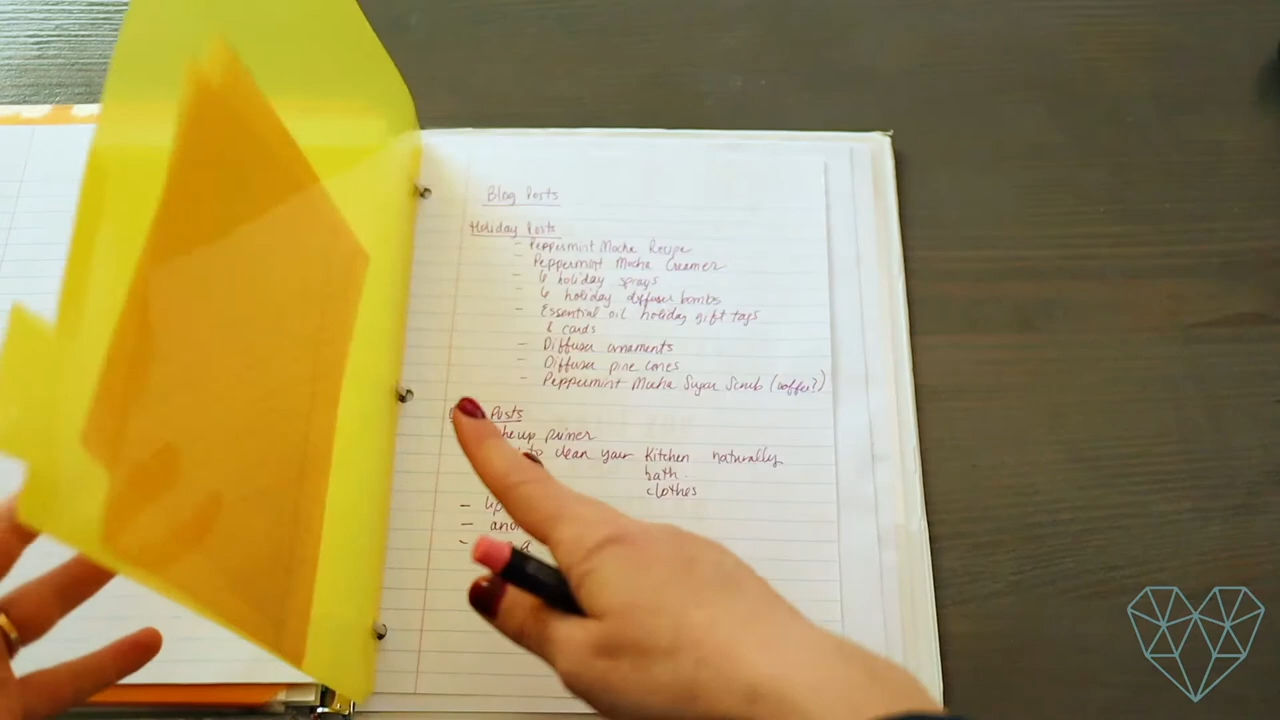 Blog Posts
Holiday Posts
- Peppermint Mocha Recipe
- Peppermint Mocha Creamer
- 6 holiday sprays
- 6 holiday diffuser bombs
- Essential oil holiday gift tags
& cards
- Diffuser ornaments
- Diffuser pine cones
- Peppermint Mocha Sugar Scrub (coffee?)
Posts
primer
to clean your Kitchen naturally
bath
clothes